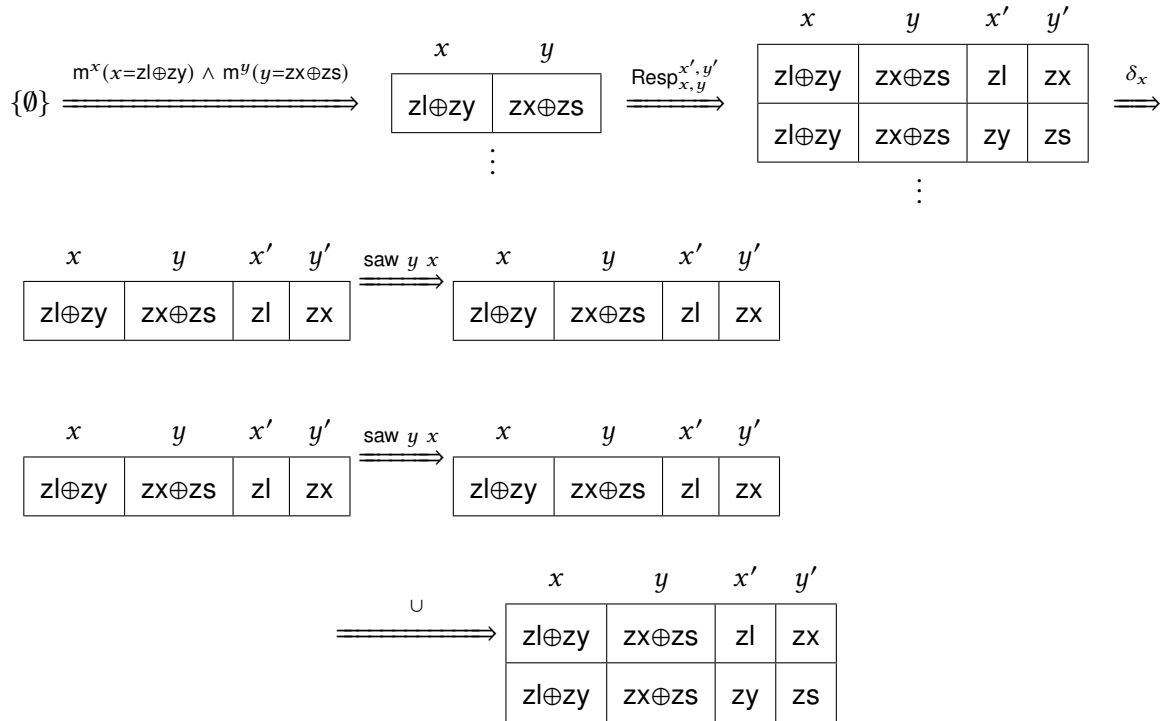 x y x′ y′
{∅} m^x(x=zl⊕zy) ∧ m^y(y=zx⊕zs) x y Resp_{x,y}^{x′,y′} zl⊕zy zx⊕zs zl zx δ_x
zl⊕zy zx⊕zs zl⊕zy zx⊕zs zy zs
⋮ ⋮
x y x′ y′ saw y x x y x′ y′
zl⊕zy zx⊕zs zl zx zl⊕zy zx⊕zs zl zx
x y x′ y′ saw y x x y x′ y′
zl⊕zy zx⊕zs zl zx zl⊕zy zx⊕zs zl zx
x y x′ y′
∪ zl⊕zy zx⊕zs zl zx
zl⊕zy zx⊕zs zy zs